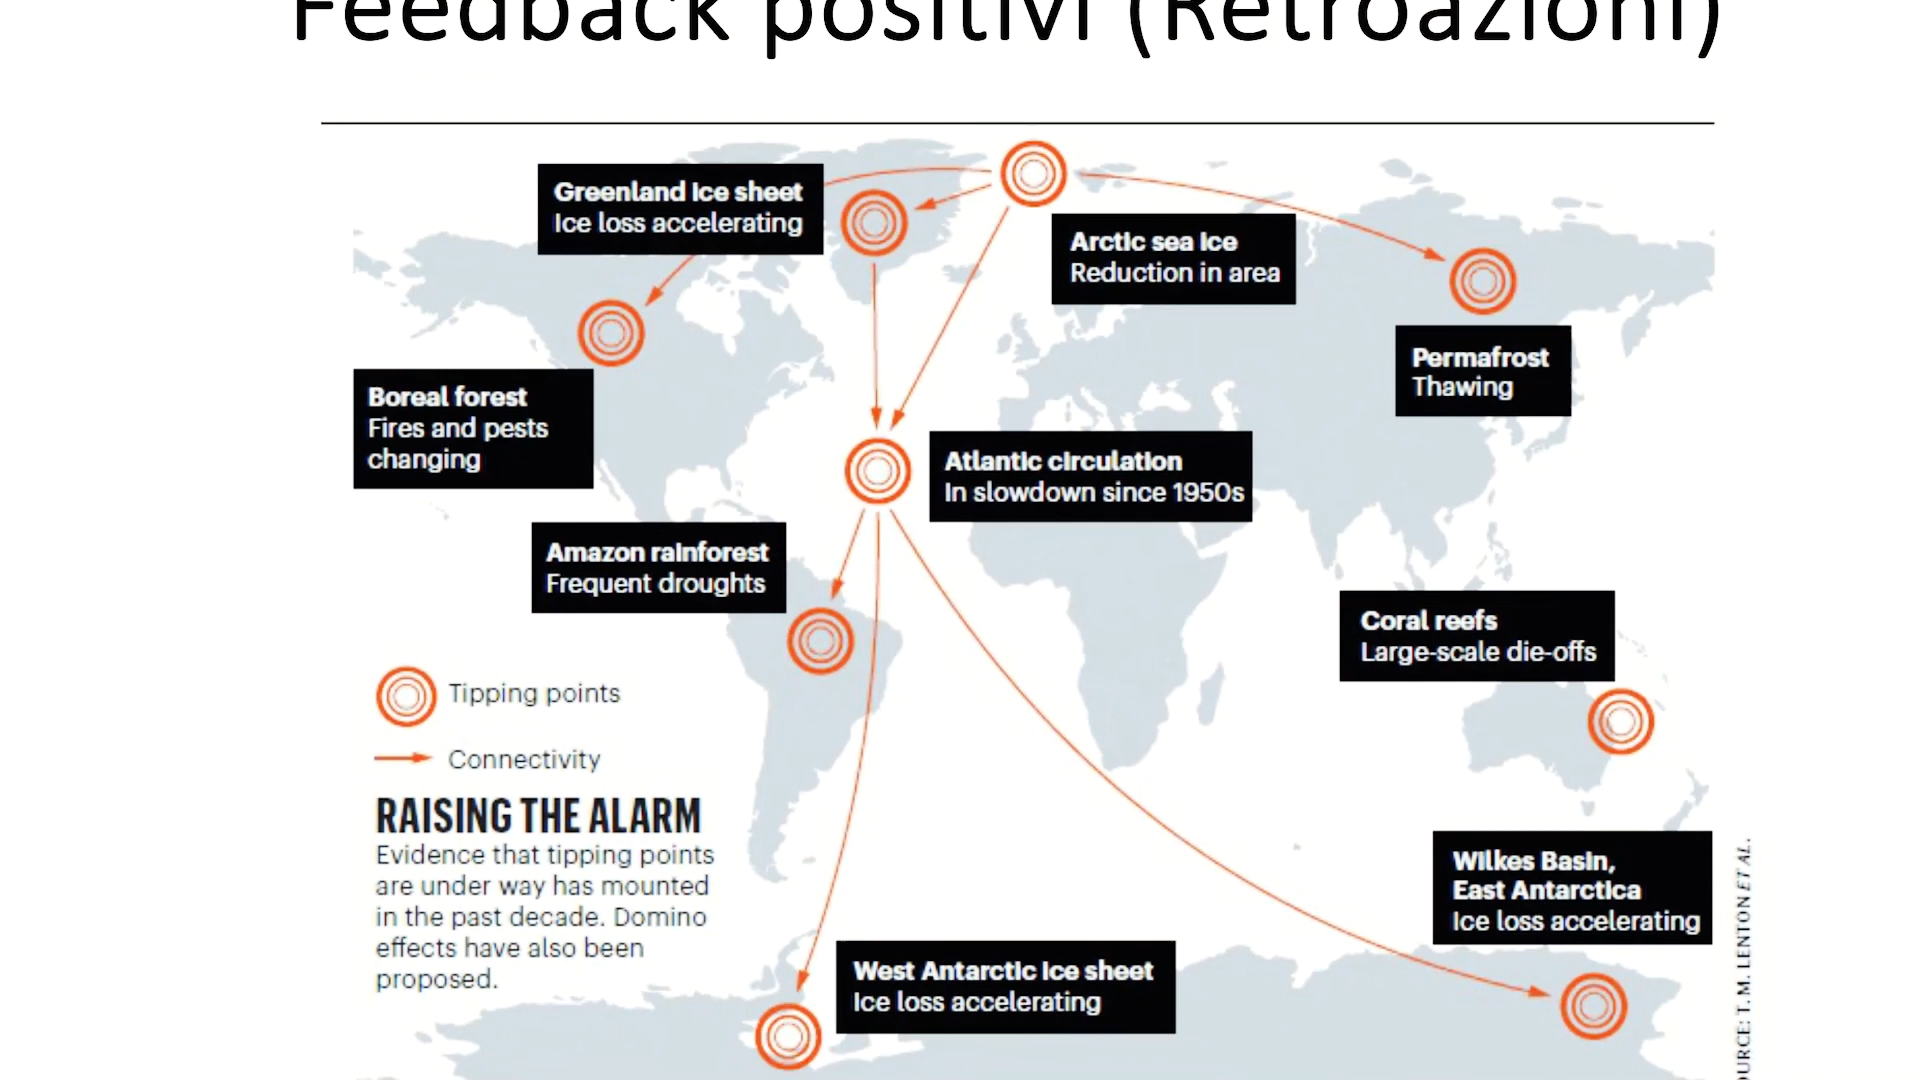 Feedback positivi (Retroazioni)
Greenland ice sheet
Ice loss accelerating
Arctic sea ice
Reduction in area
Permafrost
Thawing
Boreal forest
Fires and pests
changing
Atlantic circulation
In slowdown since 1950s
Amazon rainforest
Frequent droughts
Coral reefs
Large-scale die-offs
Tipping points
Connectivity
RAISING THE ALARM
Evidence that tipping points
are under way has mounted
in the past decade. Domino
effects have also been
proposed.
Wilkes Basin,
East Antarctica
Ice loss accelerating
West Antarctic ice sheet
Ice loss accelerating
OURCE: T. M. LENTON ET AL.